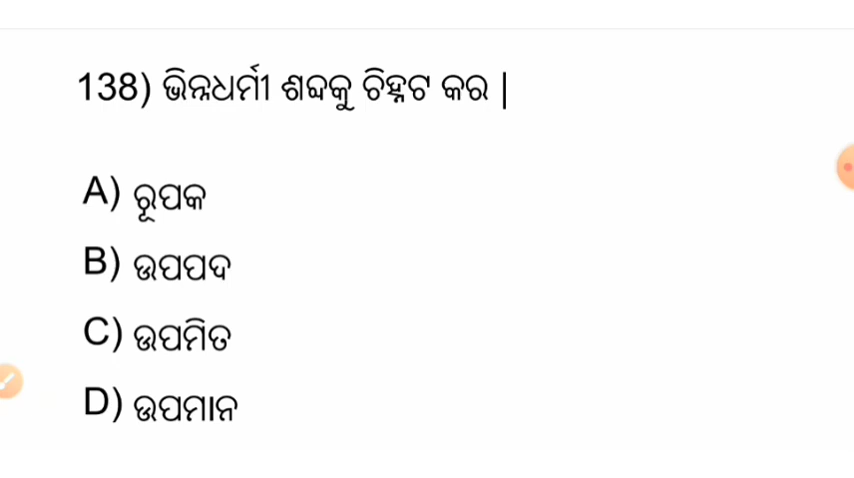 138) ଭିନ୍ନଧର୍ମୀ ଶବ୍ଦକୁ ଚିହ୍ନଟ କର |
A) ରୂପକ
B) ଉପପଦ
C) ଉପମିତ
D) ଉପମାନ